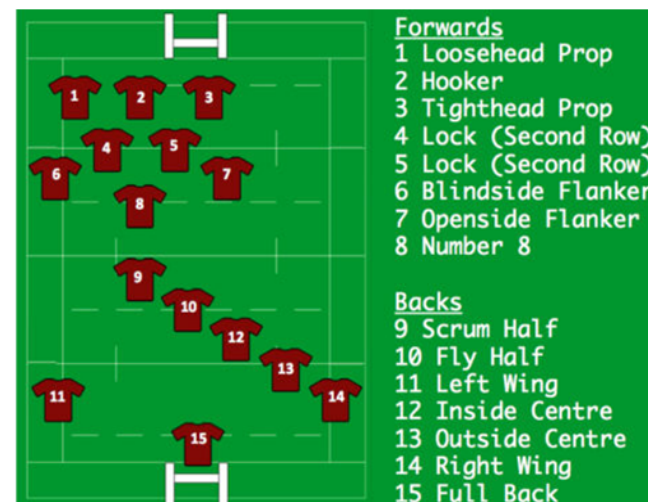 Forwards
1 Loosehead Prop
2 Hooker
3 Tighthead Prop
4 Lock (Second Row)
5 Lock (Second Row)
6 Blindside Flanker
7 Openside Flanker
8 Number 8
Backs
9 Scrum Half
10 Fly Half
11 Left Wing
12 Inside Centre
13 Outside Centre
14 Right Wing
15 Full Back
1 2 3
4 5
6 7
8
9
10
12
13
11 14
15